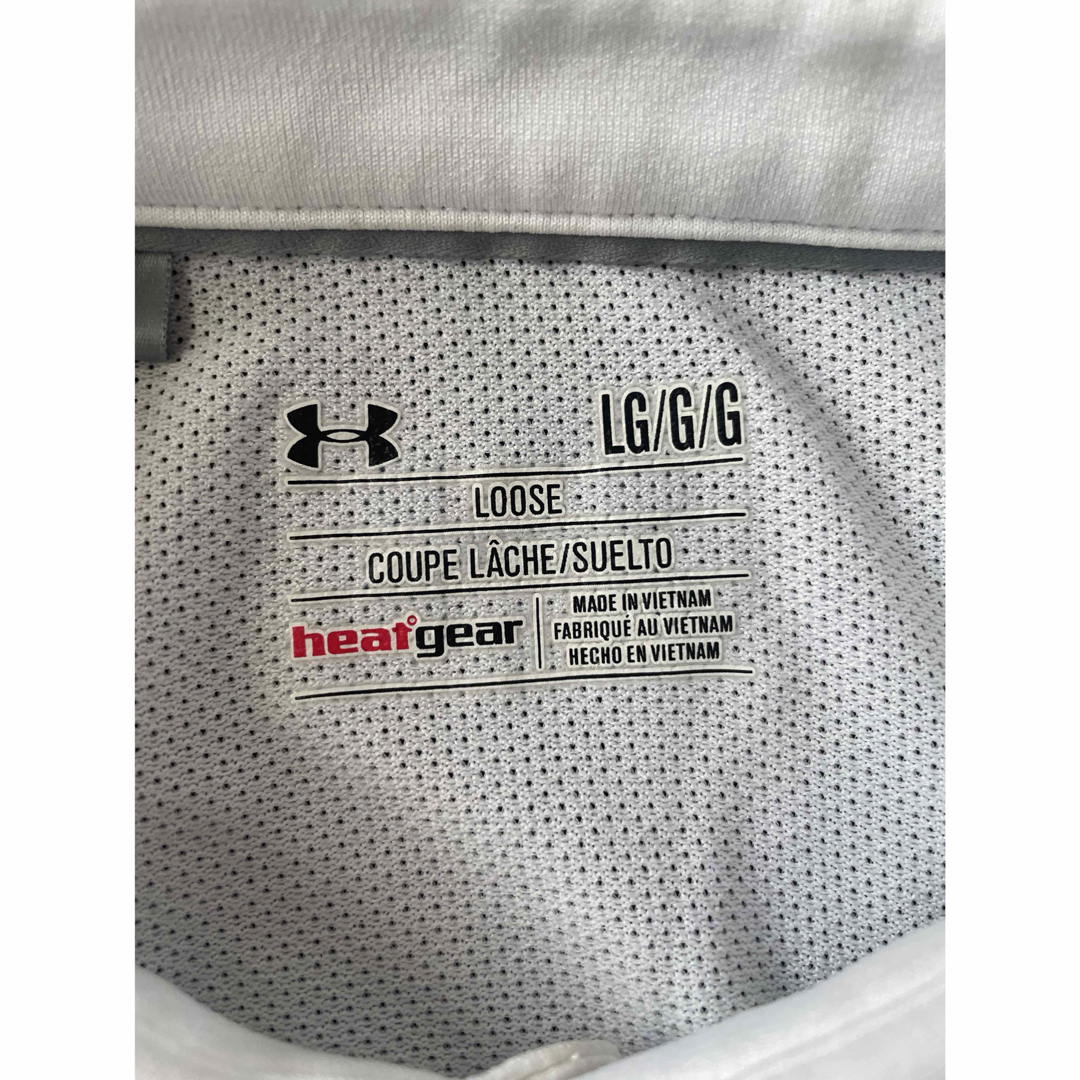 LG/G/G
LOOSE
COUPE LÂCHE/SUELTO
heatgear
MADE IN VIETNAM
FABRIQUÉ AU VIETNAM
HECHO EN VIETNAM